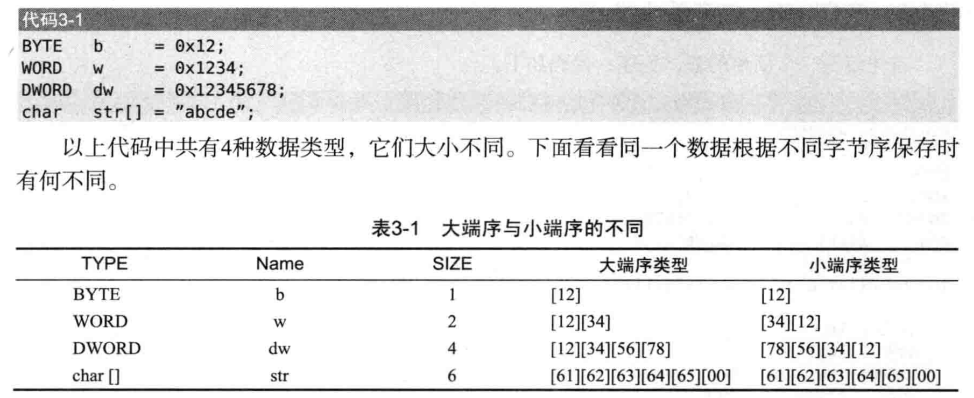 代码3-1
BYTE b = 0x12;
WORD w = 0x1234;
DWORD dw = 0x12345678;
char str[] = "abcde";
以上代码中共有4种数据类型，它们大小不同。下面看看同一个数据根据不同字节序保存时
有何不同。
表3-1 大端序与小端序的不同
TYPE Name SIZE 大端序类型 小端序类型
BYTE b 1 [12] [12]
WORD w 2 [12][34] [34][12]
DWORD dw 4 [12][34][56][78] [78][56][34][12]
char [] str 6 [61][62][63][64][65][00] [61][62][63][64][65][00]